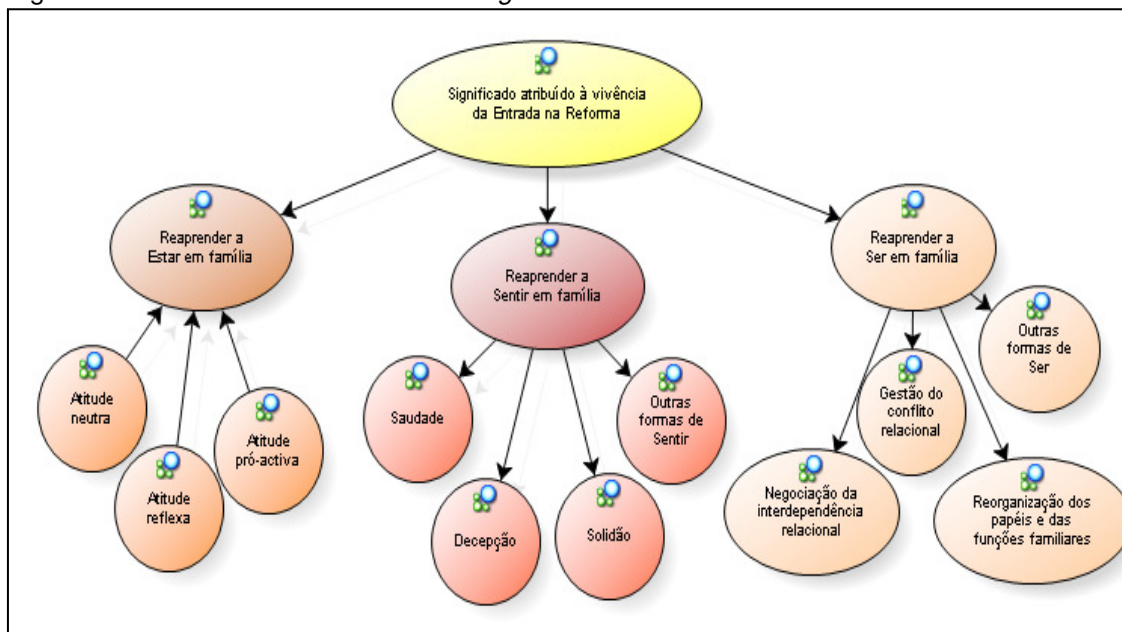 Significado atribuído à vivência
da Entrada na Reforma
Reaprender a
Estar em família
Reaprender a
Sentir em família
Reaprender a
Ser em família
Atitude
neutra
Atitude
reflexa
Atitude
pró-activa
Saudade
Decepção
Solidão
Outras
formas de
Sentir
Negociação da
interdependência
relacional
Gestão do
conflito
relacional
Reorganização dos
papéis e das
funções familiares
Outras
formas de
Ser